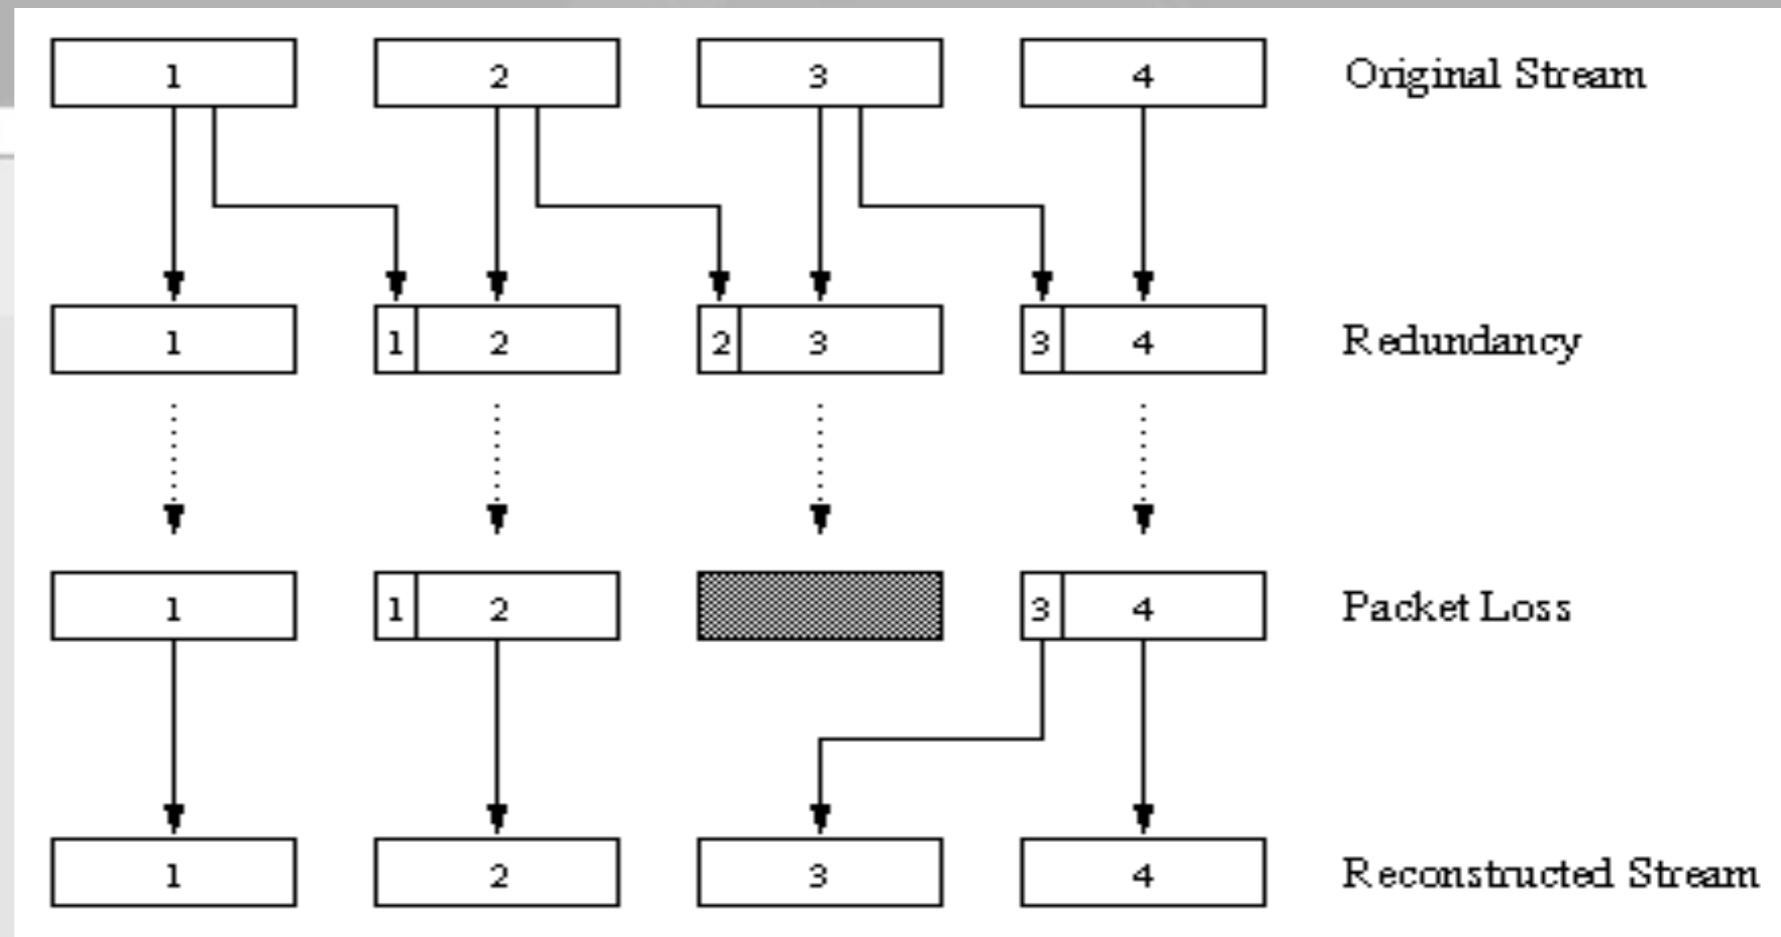 1 2 3 4 Original Stream
1 1 2 2 3 3 4 Redundancy
1 1 2 3 4 Packet Loss
1 2 3 4 Reconstructed Stream